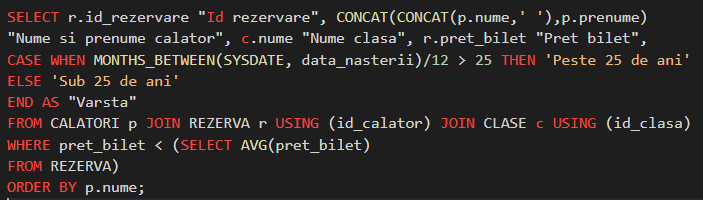 SELECT r.id_rezervare "Id rezervare", CONCAT(CONCAT(p.nume,' '),p.prenume)
"Nume si prenume calator", c.nume "Nume clasa", r.pret_bilet "Pret bilet",
CASE WHEN MONTHS_BETWEEN(SYSDATE, data_nasterii)/12 > 25 THEN 'Peste 25 de ani'
ELSE 'Sub 25 de ani'
END AS "Varsta"
FROM CALATORI p JOIN REZERVA r USING (id_calator) JOIN CLASE c USING (id_clasa)
WHERE pret_bilet < (SELECT AVG(pret_bilet)
FROM REZERVA)
ORDER BY p.nume;